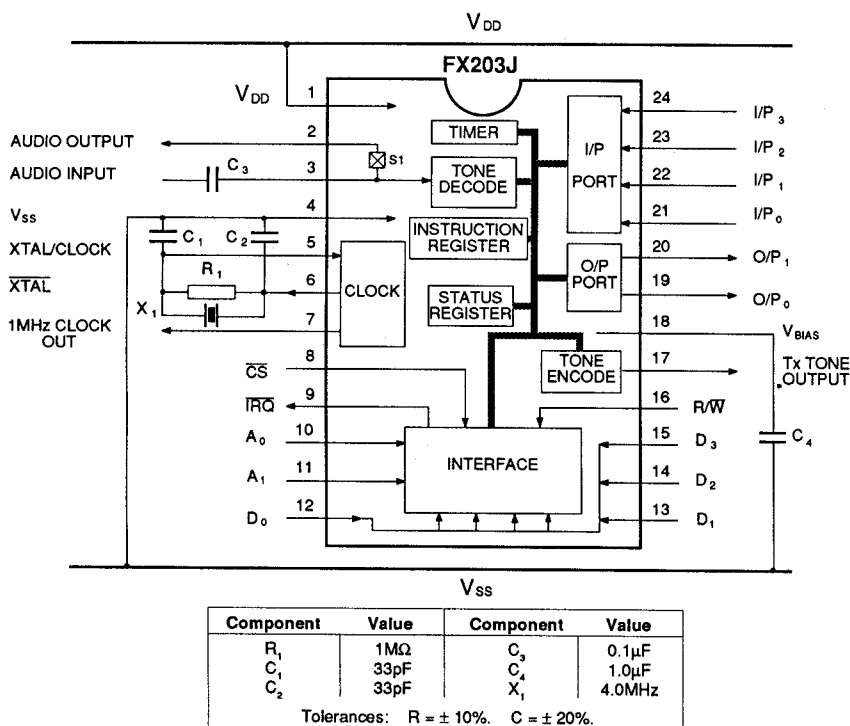 VDD
FX203J
VDD
1
AUDIO OUTPUT
2
AUDIO INPUT
C3
3
S1
VSS
4
C1
C2
XTAL/CLOCK
5
R1
XTAL
6
X1
1MHz CLOCK
OUT
7
CLOCK
TIMER
TONE
DECODE
INSTRUCTION
REGISTER
STATUS
REGISTER
TONE
ENCODE
I/P
PORT
O/P
PORT
24
I/P3
23
I/P2
22
I/P1
21
I/P0
20
O/P1
19
O/P0
18
VBIAS
17
Tx TONE
OUTPUT
CS
8
IRQ
9
A0
10
A1
11
D0
12
INTERFACE
16
R/W
15
D3
14
D2
13
D1
C4
VSS
Component Value Component Value
R1 1MΩ C3 0.1µF
C1 33pF C4 1.0µF
C2 33pF X1 4.0MHz
Tolerances: R = ± 10%. C = ± 20%.